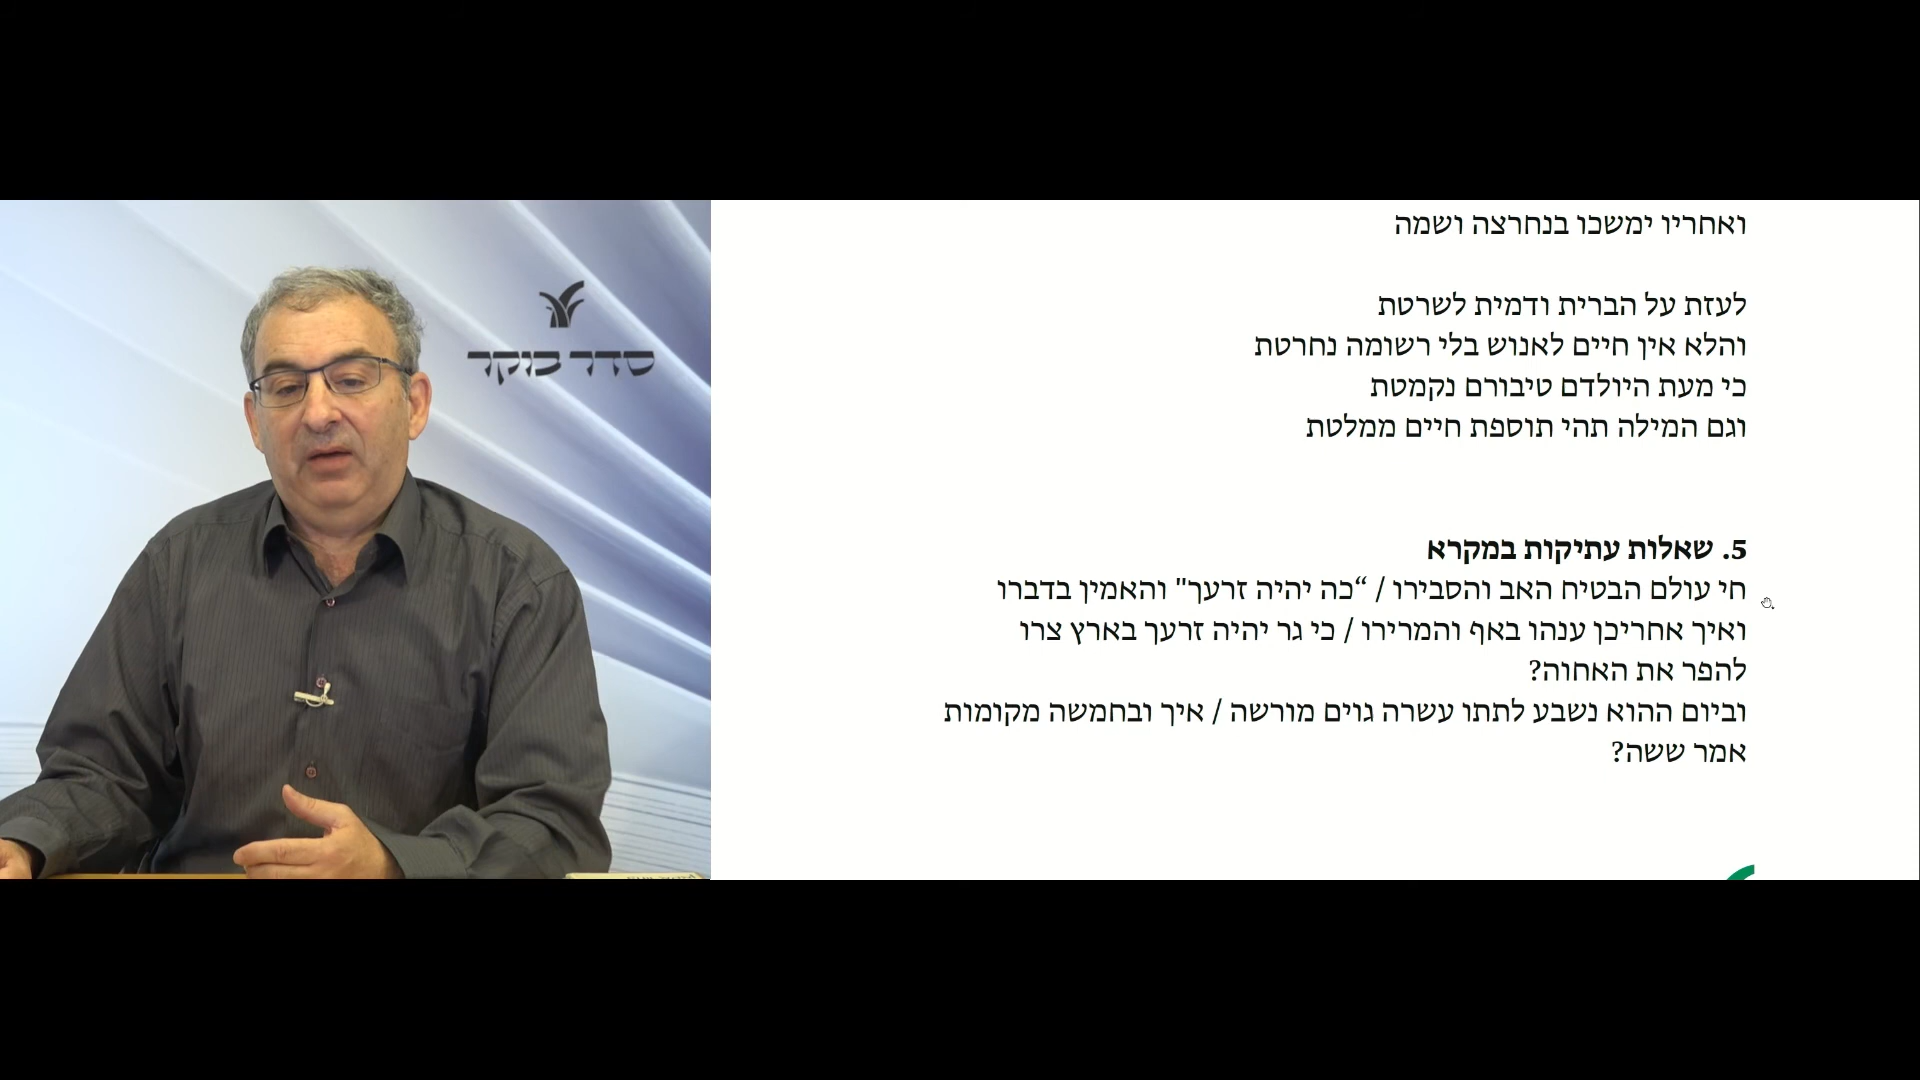 סדר בוקר
ואחריו ימשכו בנחרצה ושמה
לעזת על הברית ודמית לשרטת
והלא אין חיים לאנוש בלי רשומה נחרטת
כי מעת היולדם טיבורם נקמטת
וגם המילה תהי תוספת חיים ממלטת
5. שאלות עתיקות במקרא
חי עולם הבטיח האב והסבירו / “כה יהיה זרעך" והאמין בדברו
ואיך אחריכן ענהו באף והמרירו / כי גר יהיה זרעך בארץ צרו
להפר את האחוה?
וביום ההוא נשבע לתתו עשרה גוים מורשה / איך ובחמשה מקומות
אמר ששה?